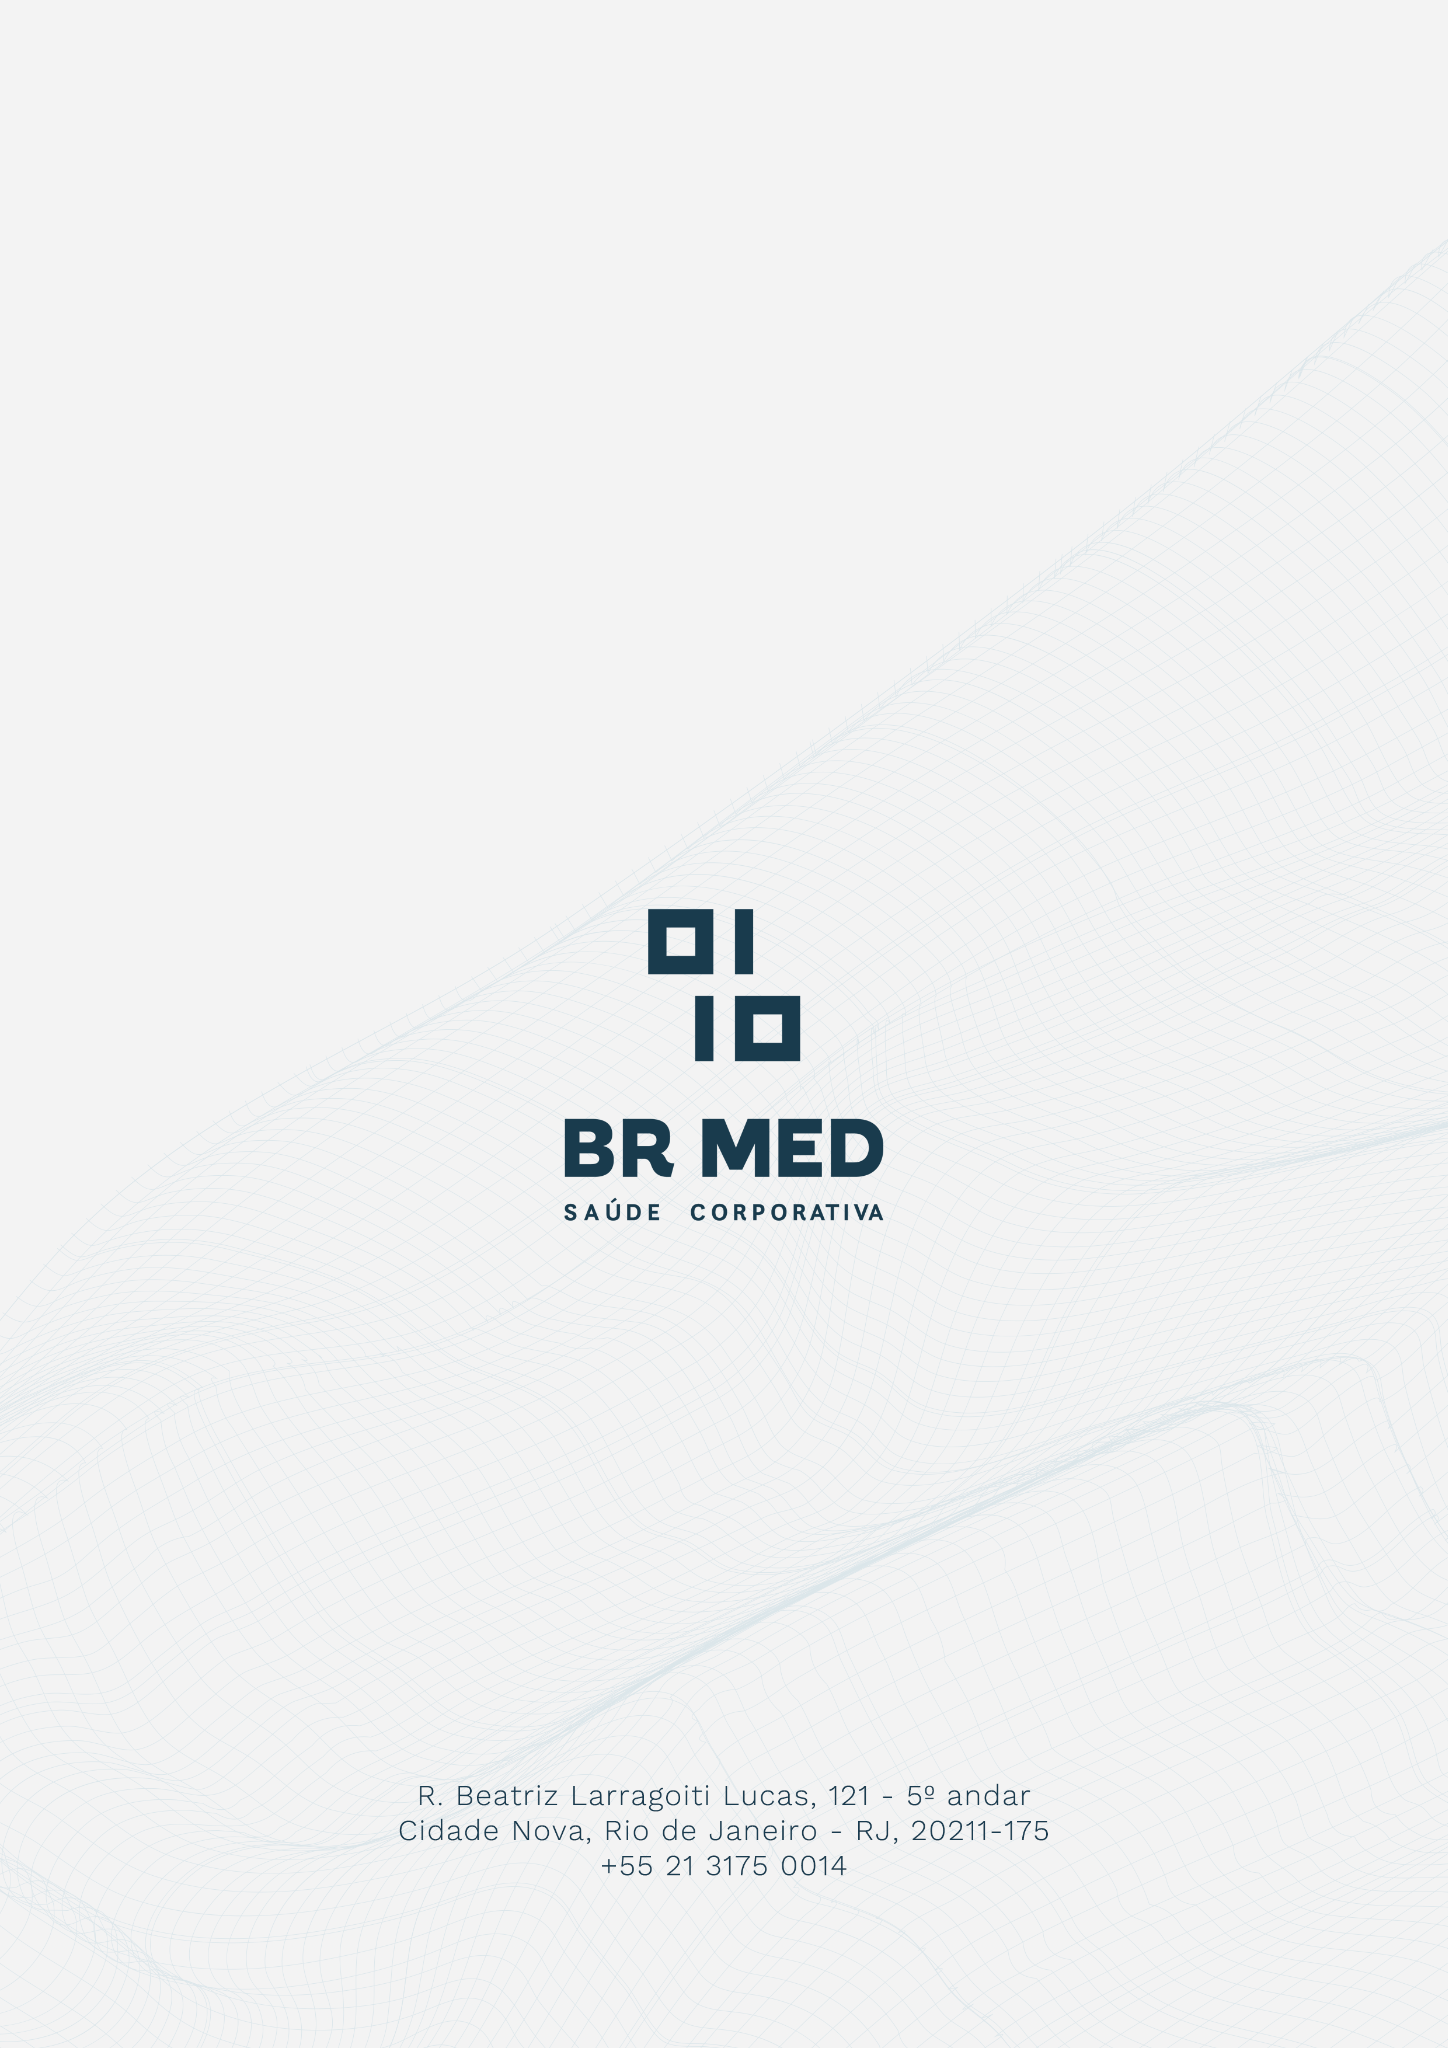 BR MED
SAÚDE CORPORATIVA
R. Beatriz Larragoiti Lucas, 121 - 5º andar
Cidade Nova, Rio de Janeiro - RJ, 20211-175
+55 21 3175 0014